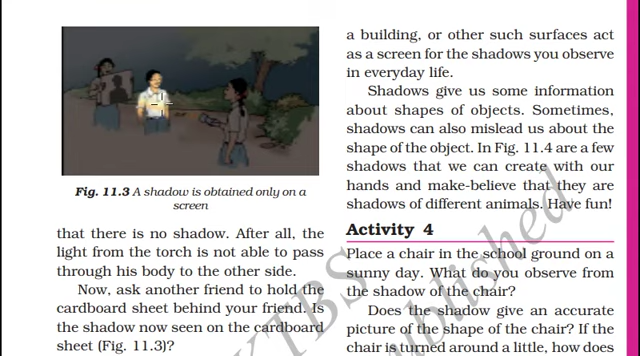 Fig. 11.3 A shadow is obtained only on a
screen
that there is no shadow. After all, the
light from the torch is not able to pass
through his body to the other side.
Now, ask another friend to hold the
cardboard sheet behind your friend. Is
the shadow now seen on the cardboard
sheet (Fig. 11.3)?
a building, or other such surfaces act
as a screen for the shadows you observe
in everyday life.
Shadows give us some information
about shapes of objects. Sometimes,
shadows can also mislead us about the
shape of the object. In Fig. 11.4 are a few
shadows that we can create with our
hands and make-believe that they are
shadows of different animals. Have fun!
Activity 4
Place a chair in the school ground on a
sunny day. What do you observe from
the shadow of the chair?
Does the shadow give an accurate
picture of the shape of the chair? If the
chair is turned around a little, how does
KTBS
published